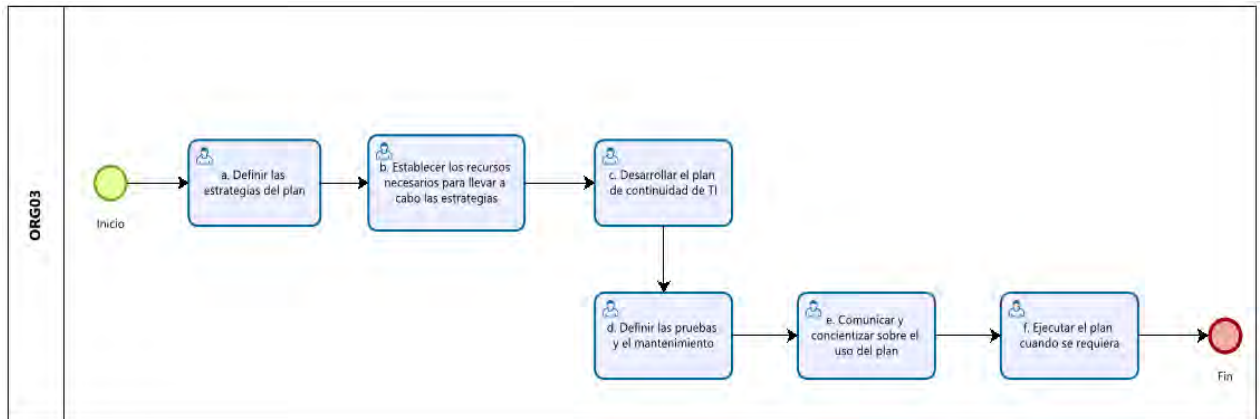 ORG03
Inicio
a. Definir las
estrategias del plan
b. Establecer los recursos
necesarios para llevar a
cabo las estrategias
c. Desarrollar el plan
de continuidad de TI
d. Definir las pruebas
y el mantenimiento
e. Comunicar y
concientizar sobre el
uso del plan
f. Ejecutar el plan
cuando se requiera
Fin